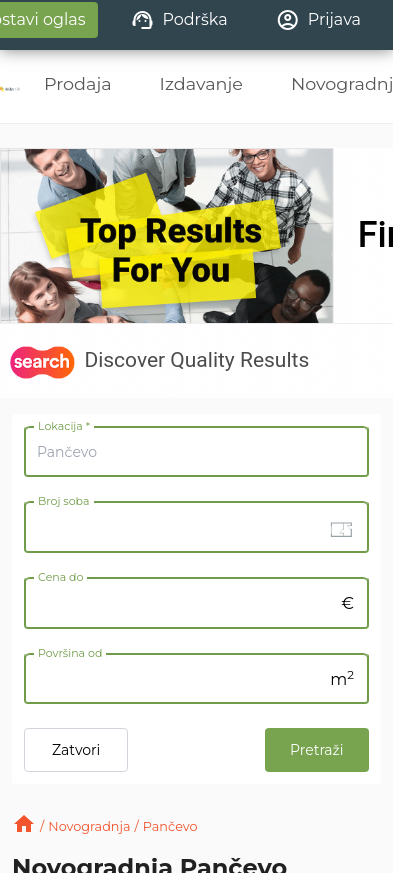 ostavi oglas Podrška Prijava
Prodaja Izdavanje Novogradnj
Top Results
For You
Fi
search Discover Quality Results
Lokacija *
Pančevo
Broj soba
Cena do
€
Površina od
m²
Zatvori Pretraži
/ Novogradnja / Pančevo
Novogradnja Pančevo